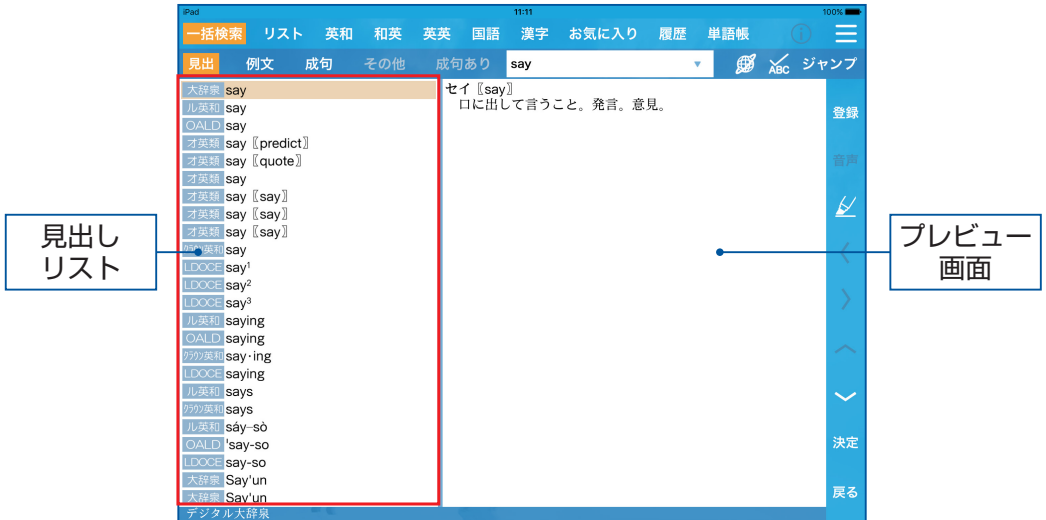 iPad 11:11 100%
一括検索 リスト 英和 和英 英英 国語 漢字 お気に入り 履歴 単語帳
見出 例文 成句 その他 成句あり say ABC ジャンプ
大辞泉 say
ル英和 say
OALD say
オ英類 say〖predict〗
オ英類 say〖quote〗
オ英類 say
オ英類 say〖say〗
オ英類 say〖say〗
オ英類 say〖say〗
クラウン英和 say
LDOCE say¹
LDOCE say²
LDOCE say³
ル英和 saying
OALD saying
クラウン英和 say·ing
LDOCE saying
ル英和 says
クラウン英和 says
ル英和 sáy–sò
OALD ˈsay-so
LDOCE say-so
大辞泉 Say'un
大辞泉 Say'un
デジタル大辞泉
セイ〖say〗
口に出して言うこと。発言。意見。
登録
音声
決定
戻る
見出し
リスト
プレビュー
画面